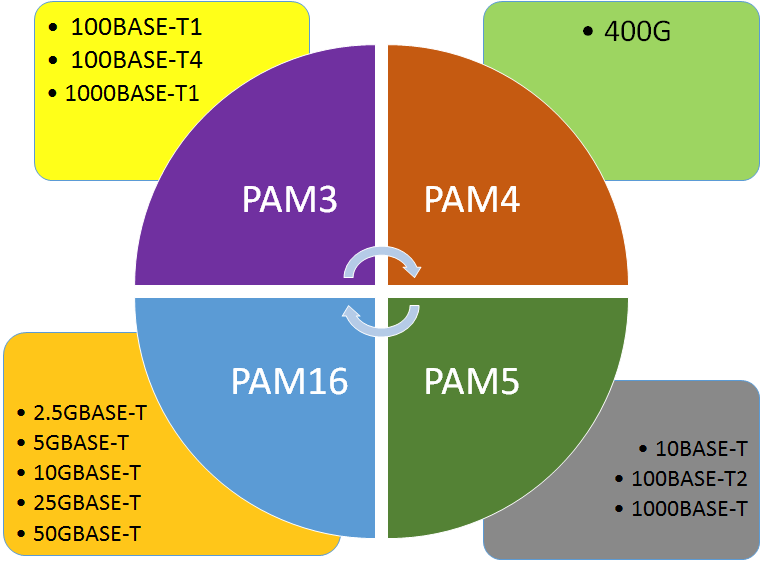 • 100BASE-T1
• 100BASE-T4
• 1000BASE-T1
• 400G
PAM3
PAM4
PAM16
PAM5
• 2.5GBASE-T
• 5GBASE-T
• 10GBASE-T
• 25GBASE-T
• 50GBASE-T
• 10BASE-T
• 100BASE-T2
• 1000BASE-T